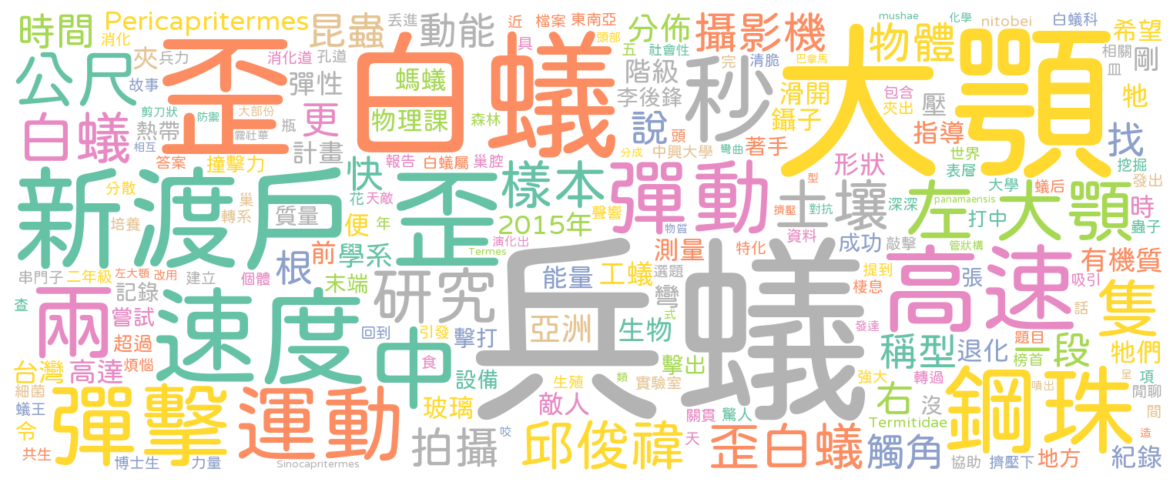 Pericapritermes 昆蟲 丟進 動能 近 檔案 東南亞 分佈 攝影機 mushae 化學 nitobei 白蟻科 希望
時間 消化 夾 兵力 消化道 孔道 具 頭部 五 社會性 清脆 完 巴拿馬 物體 相關 剛
公尺 故事 歪 白蟻 彈性 螞蟻 階級 李後鋒 秒 滑開 大顎 包含 夾出 皿 牠
白蟻 剪刀狀 防禦 大部份 霍壯華 瓶 更 物理課 森林 說 壓 鑷子 指導 找
熱帶 相互 答案 撞擊力 計畫 報告 白蟻屬 巢腔 頭 中興大學 彎曲 著手 形狀 世界 表層 挖掘
新渡戶 歪 分散 巢 快 花 天敵 樣本 分成 型 彈動 土壤 擠壓 對抗 深深 大學 蟻后 發出
培養 轉系 質量 便 年 2015年 聲響 資料 左 打中 panamaensis 大顎 時 蟲子
Termes 演化出 物質 根 前 學系 測量 特化 成功 敲擊 管狀構 有機質
串門子 二年級 左大顎 改用 建立 個體 末端 研究 兵蟻 能量 工蟻 選題 彎 提到 棲息 張 高速 吸引
兩 速度 中 查 記錄 嘗試 超過 回到 引發 擊打 亞洲 式 生物 發達 話 隻
台灣 高達 煩惱 食 設備 擊出 稱型 退化 題目 榜首 一段 牠們
細菌 蟻王 彈擊 運動 玻璃 生殖 類 實驗室 敵人 強大 轉過 右 沒 鋼珠 呈 嗑出 項 閒聊 間
令 共生 博士生 力量 拍攝 咬 邱俊禕 關貫 驚人 天 歪白蟻 觸角 Termitidae 造
Sinocapritermes 協助 擠壓下 地方 紀錄